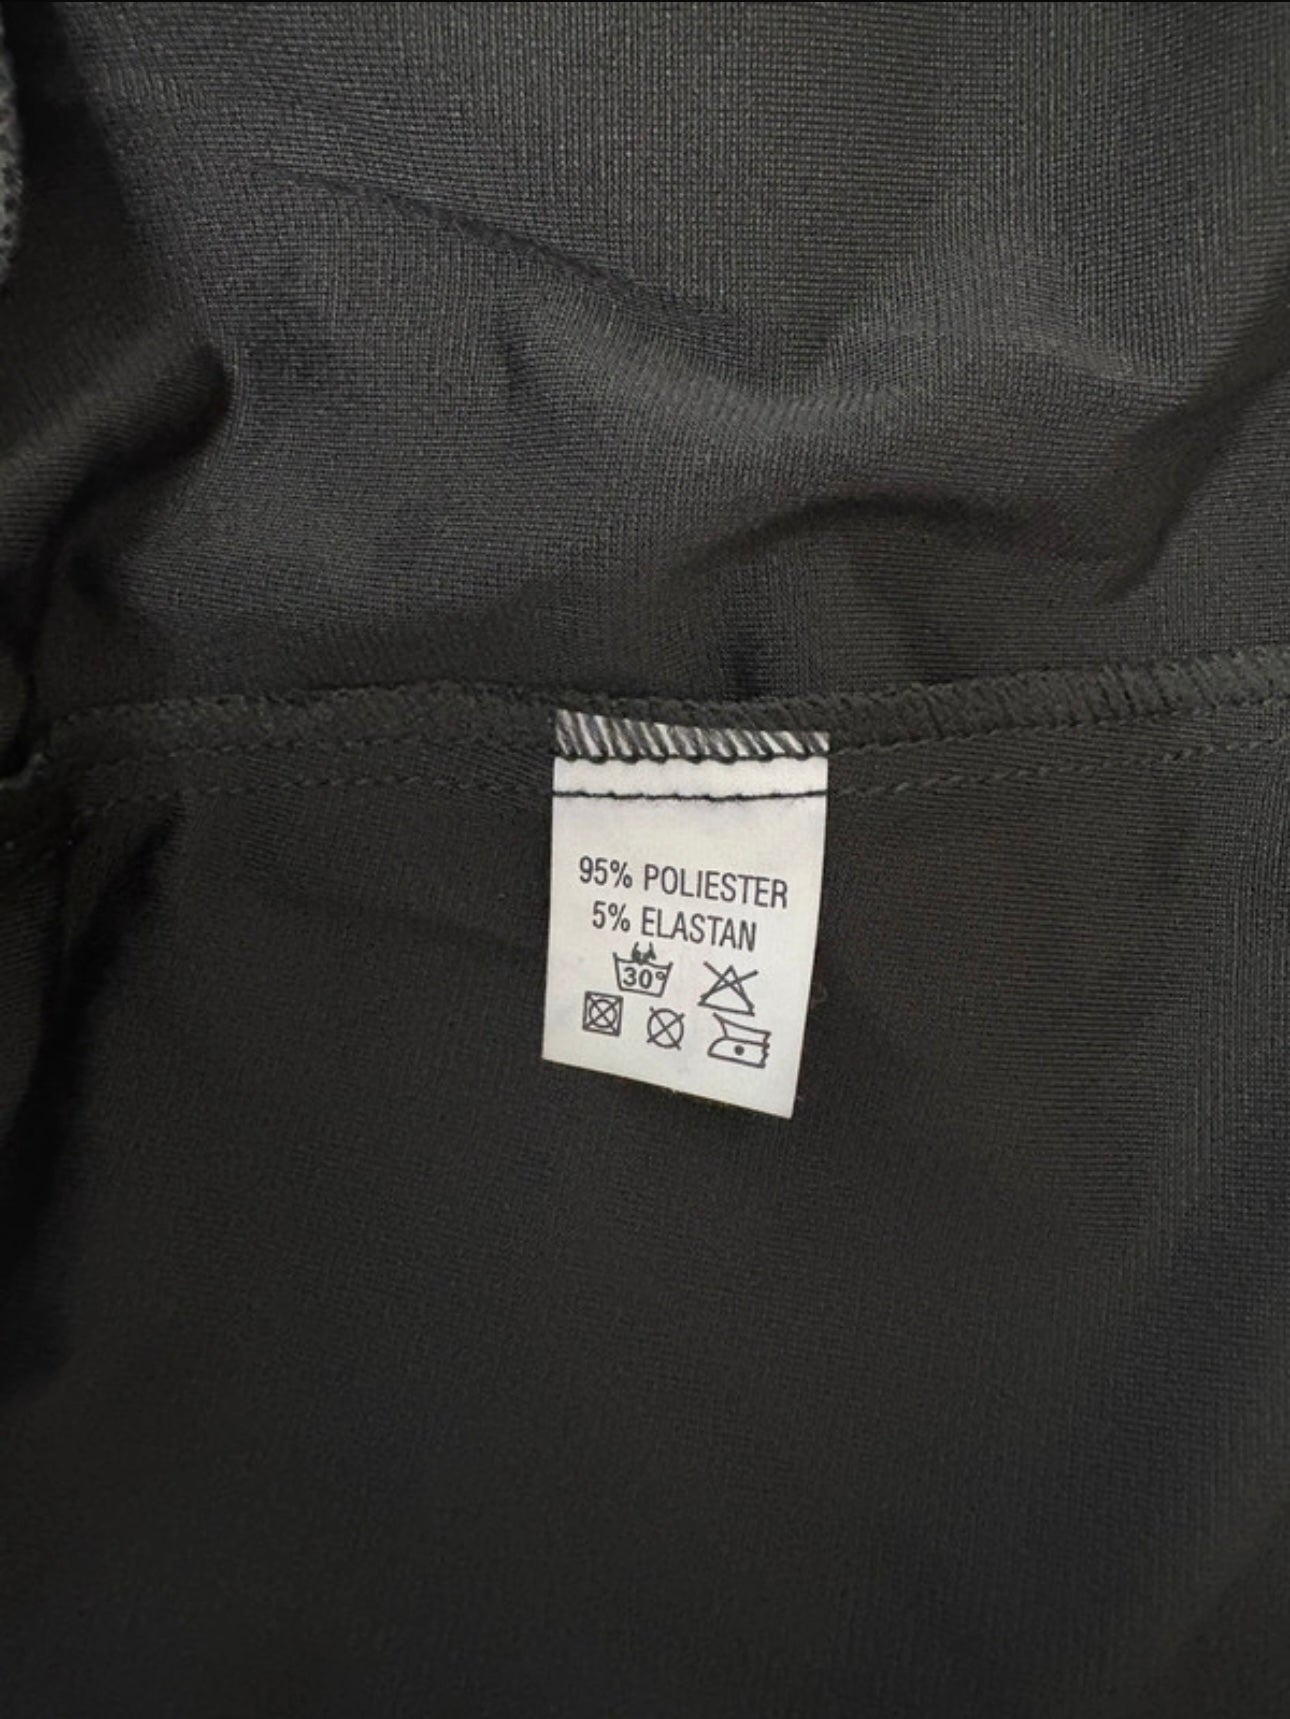 95% POLIESTER
5% ELASTAN
30°